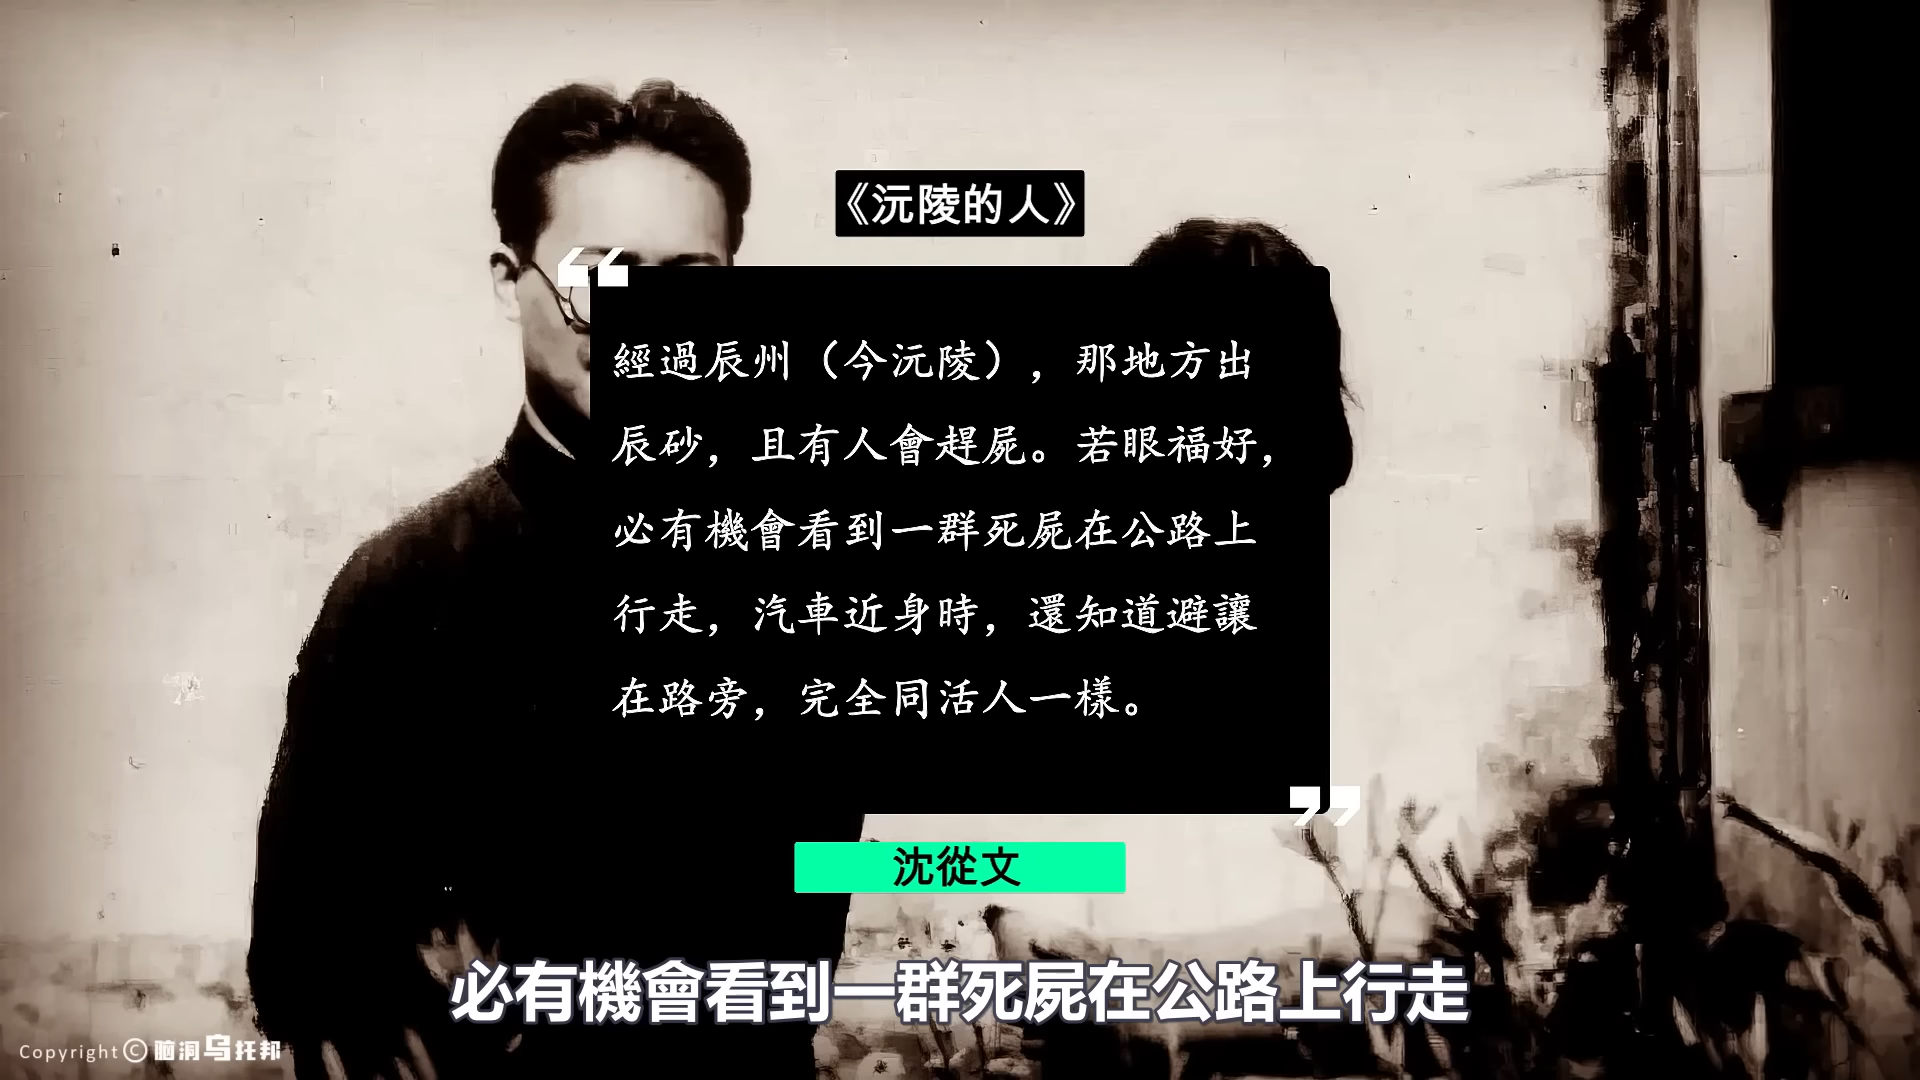 《沅陵的人》
經過辰州（今沅陵），那地方出
辰砂，且有人會趕屍。若眼福好，
必有機會看到一群死屍在公路上
行走，汽車近身時，還知道避讓
在路旁，完全同活人一樣。
沈從文
必有機會看到一群死屍在公路上行走
Copyright © 脑洞乌托邦